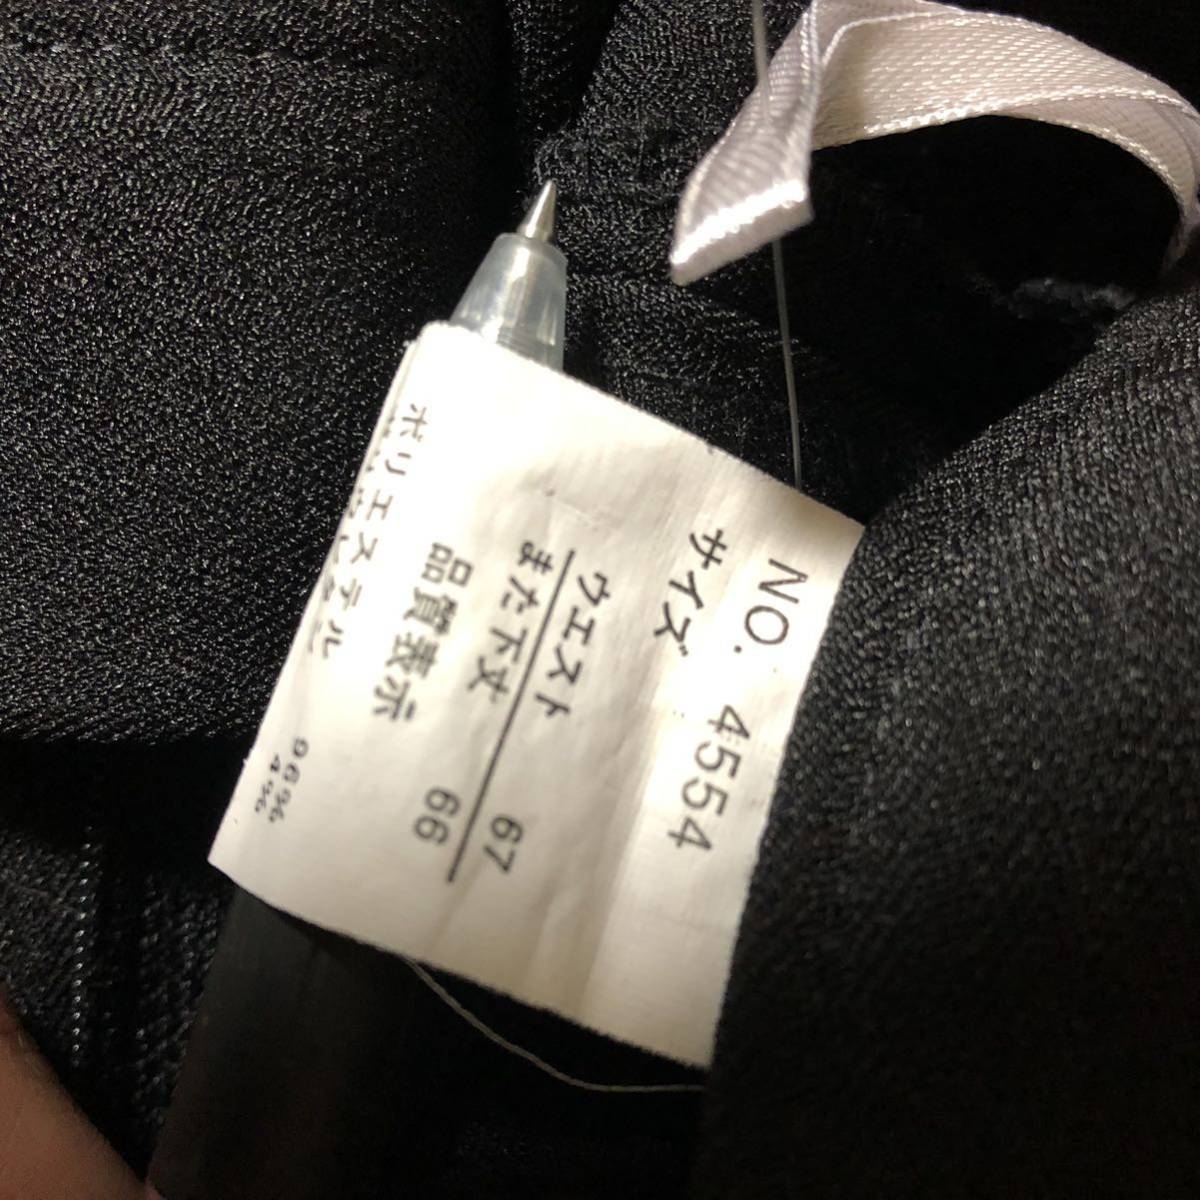 NO. 4554
サイズ
ウエスト 67
また下丈 66
品質表示
ポリエステル 96%
4%